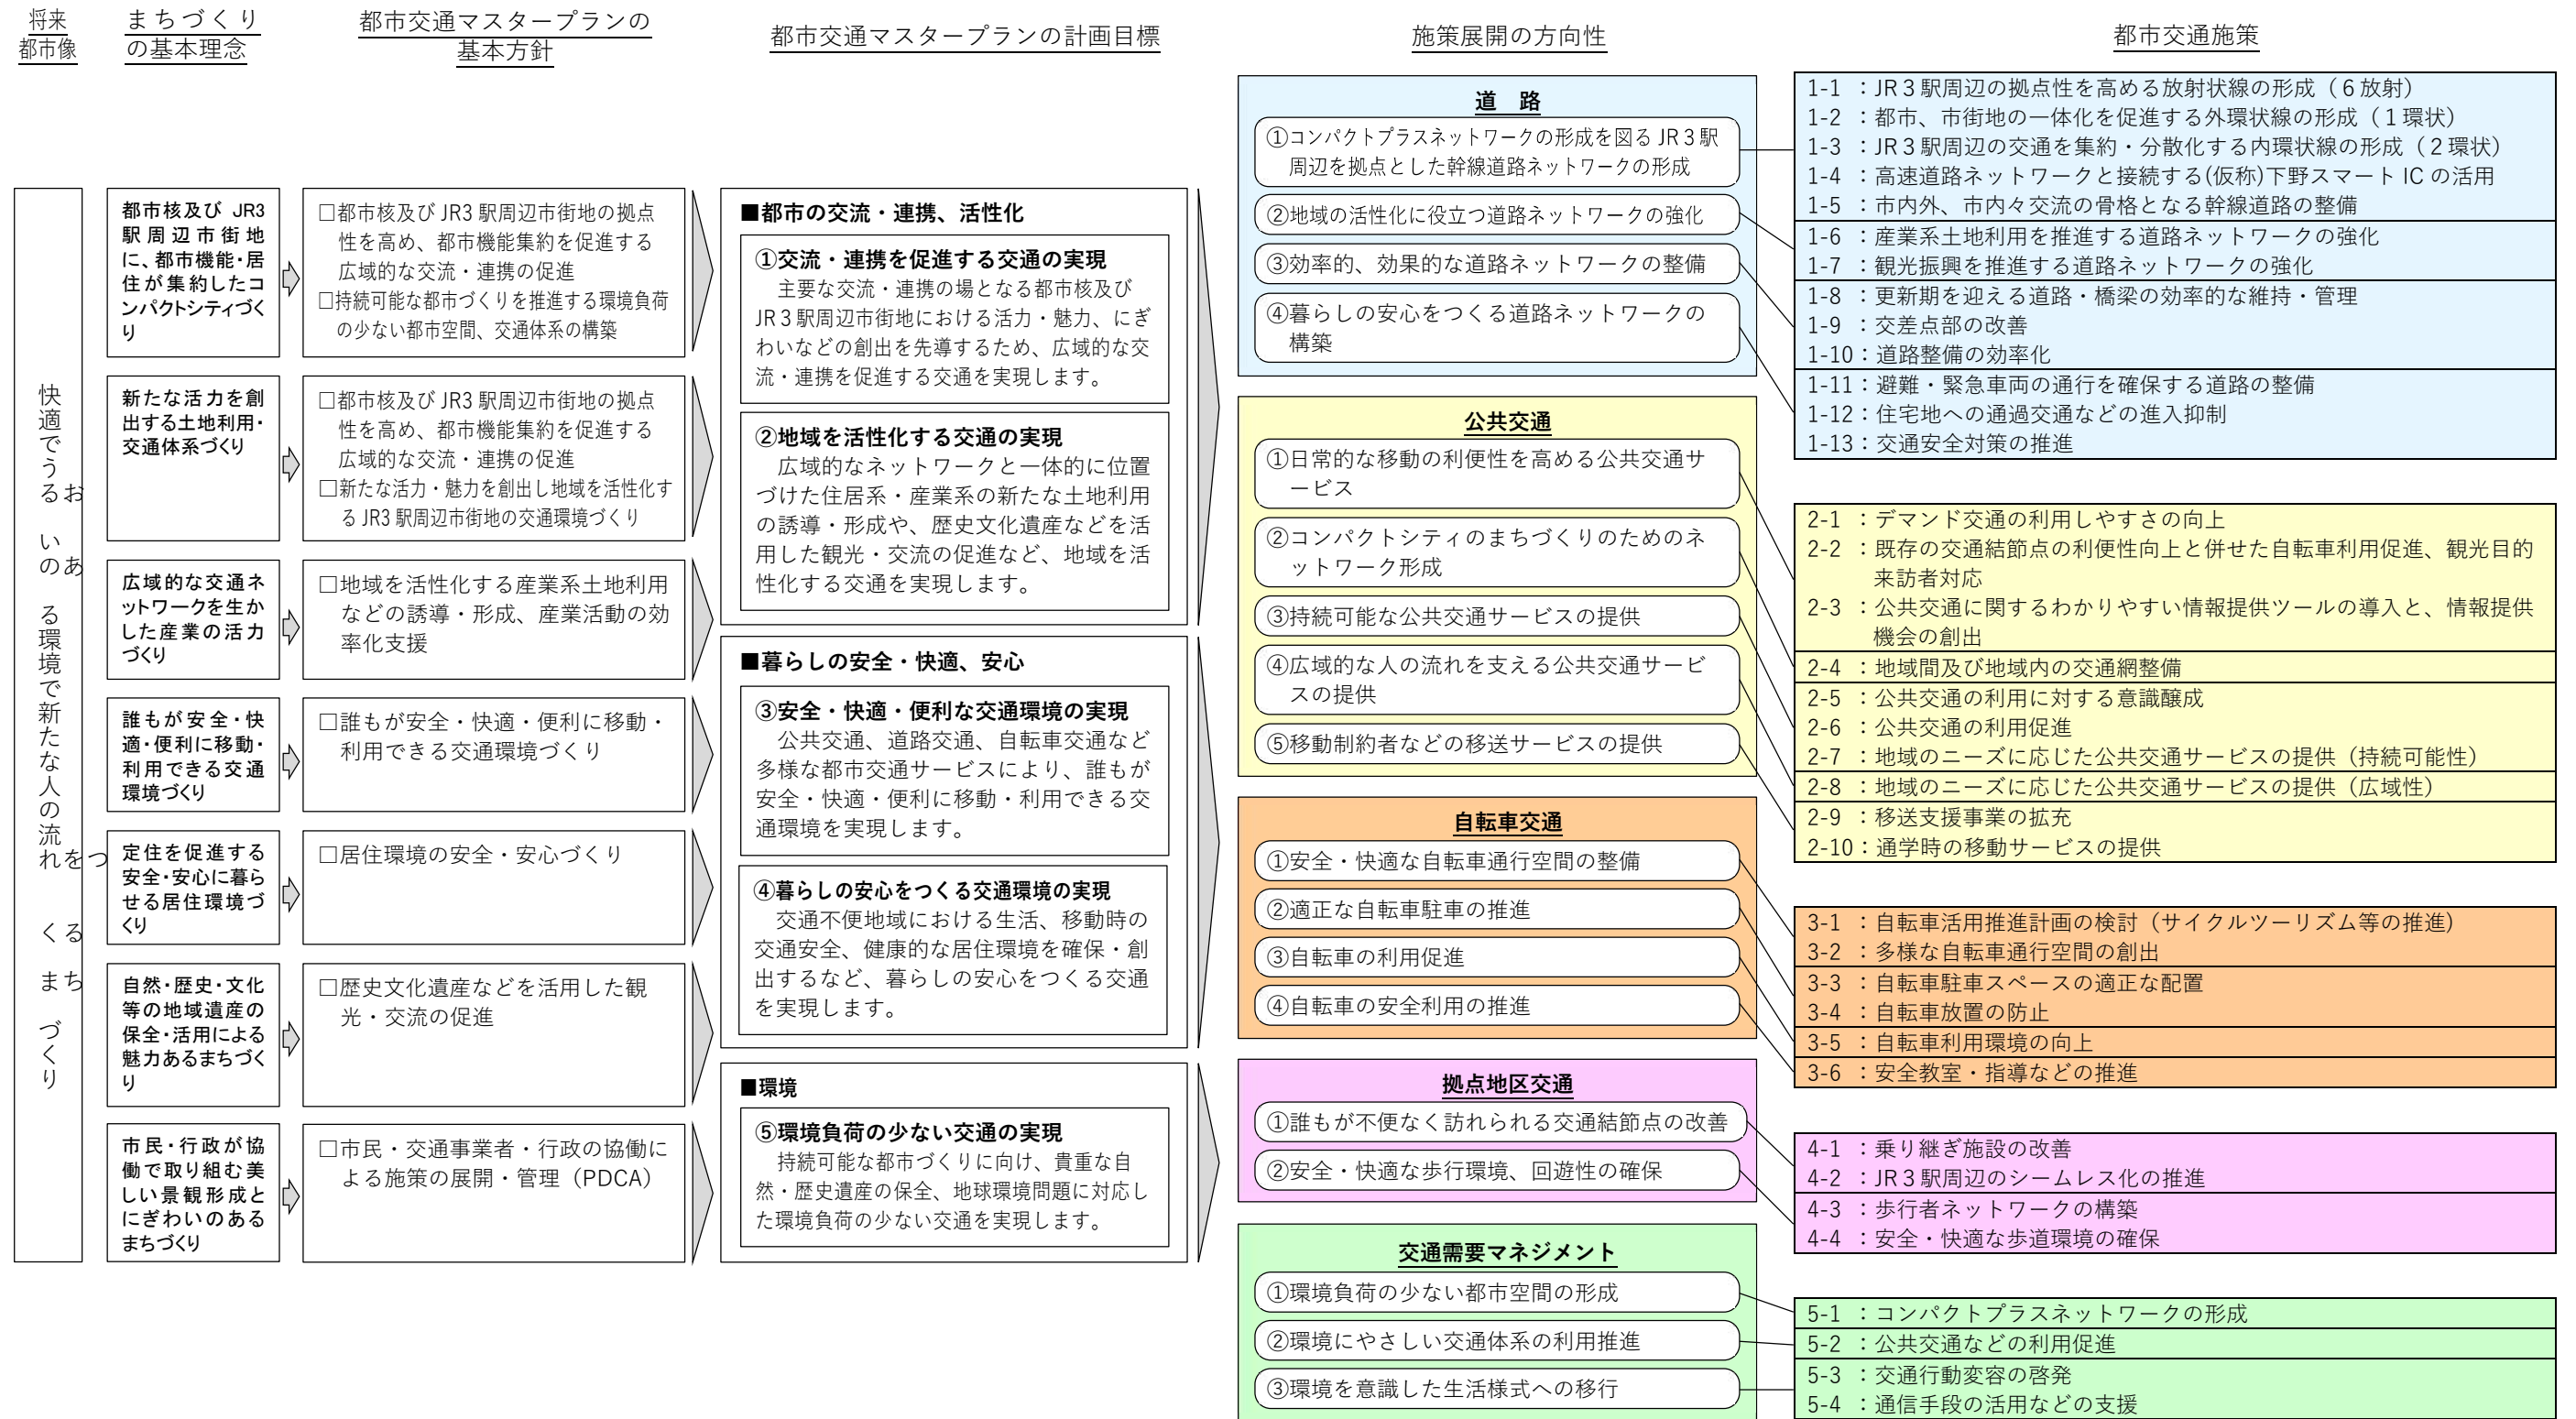 将来
都市像
まちづくり
の基本理念
都市交通マスタープランの
基本方針
都市交通マスタープランの計画目標
施策展開の方向性
都市交通施策
快適でうるおいのある環境で新たな人の流れをつくるまちづくり
都市核及び JR3
駅周辺市街地
に、都市機能・居
住が集約したコ
ンパクトシティづく
り
新たな活力を創
出する土地利用・
交通体系づくり
広域的な交通ネ
ットワークを生か
した産業の活力
づくり
誰もが安全・快
適・便利に移動・
利用できる交通
環境づくり
定住を促進する
安全・安心に暮ら
せる居住環境づ
くり
自然・歴史・文化
等の地域遺産の
保全・活用による
魅力あるまちづく
り
市民・行政が協
働で取り組む美
しい景観形成と
にぎわいのある
まちづくり
□都市核及び JR3 駅周辺市街地の拠点
性を高め、都市機能集約を促進する
広域的な交流・連携の促進
□持続可能な都市づくりを推進する環境負荷
の少ない都市空間、交通体系の構築
□都市核及び JR3 駅周辺市街地の拠点
性を高め、都市機能集約を促進する
広域的な交流・連携の促進
□新たな活力・魅力を創出し地域を活性化す
る JR3 駅周辺市街地の交通環境づくり
□地域を活性化する産業系土地利用
などの誘導・形成、産業活動の効
率化支援
□誰もが安全・快適・便利に移動・
利用できる交通環境づくり
□居住環境の安全・安心づくり
□歴史文化遺産などを活用した観
光・交流の促進
□市民・交通事業者・行政の協働に
よる施策の展開・管理（PDCA）
■都市の交流・連携、活性化
①交流・連携を促進する交通の実現
主要な交流・連携の場となる都市核及び
JR３駅周辺市街地における活力・魅力、にぎ
わいなどの創出を先導するため、広域的な交
流・連携を促進する交通を実現します。
②地域を活性化する交通の実現
広域的なネットワークと一体的に位置
づけた住居系・産業系の新たな土地利用
の誘導・形成や、歴史文化遺産などを活
用した観光・交流の促進など、地域を活
性化する交通を実現します。
■暮らしの安全・快適、安心
③安全・快適・便利な交通環境の実現
公共交通、道路交通、自転車交通など
多様な都市交通サービスにより、誰もが
安全・快適・便利に移動・利用できる交
通環境を実現します。
④暮らしの安心をつくる交通環境の実現
交通不便地域における生活、移動時の
交通安全、健康的な居住環境を確保・創
出するなど、暮らしの安心をつくる交通
を実現します。
■環境
⑤環境負荷の少ない交通の実現
持続可能な都市づくりに向け、貴重な自
然・歴史遺産の保全、地球環境問題に対応し
た環境負荷の少ない交通を実現します。
道　路
①コンパクトプラスネットワークの形成を図る JR３駅
周辺を拠点とした幹線道路ネットワークの形成
②地域の活性化に役立つ道路ネットワークの強化
③効率的、効果的な道路ネットワークの整備
④暮らしの安心をつくる道路ネットワークの
構築
公共交通
①日常的な移動の利便性を高める公共交通サ
ービス
②コンパクトシティのまちづくりのためのネ
ットワーク形成
③持続可能な公共交通サービスの提供
④広域的な人の流れを支える公共交通サービ
スの提供
⑤移動制約者などの移送サービスの提供
自転車交通
①安全・快適な自転車通行空間の整備
②適正な自転車駐車の推進
③自転車の利用促進
④自転車の安全利用の推進
拠点地区交通
①誰もが不便なく訪れられる交通結節点の改善
②安全・快適な歩行環境、回遊性の確保
交通需要マネジメント
①環境負荷の少ない都市空間の形成
②環境にやさしい交通体系の利用推進
③環境を意識した生活様式への移行
1-1 ：JR３駅周辺の拠点性を高める放射状線の形成（６放射）
1-2 ：都市、市街地の一体化を促進する外環状線の形成（１環状）
1-3 ：JR３駅周辺の交通を集約・分散化する内環状線の形成（２環状）
1-4 ：高速道路ネットワークと接続する(仮称)下野スマート IC の活用
1-5 ：市内外、市内々交流の骨格となる幹線道路の整備
1-6 ：産業系土地利用を推進する道路ネットワークの強化
1-7 ：観光振興を推進する道路ネットワークの強化
1-8 ：更新期を迎える道路・橋梁の効率的な維持・管理
1-9 ：交差点部の改善
1-10：道路整備の効率化
1-11：避難・緊急車両の通行を確保する道路の整備
1-12：住宅地への通過交通などの進入抑制
1-13：交通安全対策の推進
2-1 ：デマンド交通の利用しやすさの向上
2-2 ：既存の交通結節点の利便性向上と併せた自転車利用促進、観光目的
来訪者対応
2-3 ：公共交通に関するわかりやすい情報提供ツールの導入と、情報提供
機会の創出
2-4 ：地域間及び地域内の交通網整備
2-5 ：公共交通の利用に対する意識醸成
2-6 ：公共交通の利用促進
2-7 ：地域のニーズに応じた公共交通サービスの提供（持続可能性）
2-8 ：地域のニーズに応じた公共交通サービスの提供（広域性）
2-9 ：移送支援事業の拡充
2-10：通学時の移動サービスの提供
3-1 ：自転車活用推進計画の検討（サイクルツーリズム等の推進）
3-2 ：多様な自転車通行空間の創出
3-3 ：自転車駐車スペースの適正な配置
3-4 ：自転車放置の防止
3-5 ：自転車利用環境の向上
3-6 ：安全教室・指導などの推進
4-1 ：乗り継ぎ施設の改善
4-2 ：JR３駅周辺のシームレス化の推進
4-3 ：歩行者ネットワークの構築
4-4 ：安全・快適な歩道環境の確保
5-1 ：コンパクトプラスネットワークの形成
5-2 ：公共交通などの利用促進
5-3 ：交通行動変容の啓発
5-4 ：通信手段の活用などの支援